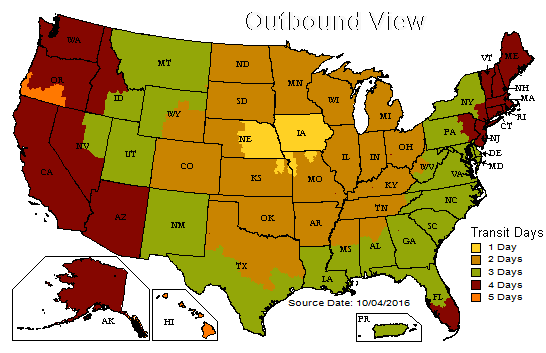 Outbound View
WA
MT
ND
MN
ME
VT
OR
ID
SD
WI
MI
NY
NH
MA
RI
CT
WY
NE
IA
PA
NJ
DE
MD
NV
UT
CO
KS
MO
IL
IN
OH
WV
VA
KY
CA
AZ
NM
OK
AR
TN
NC
SC
TX
LA
MS
AL
GA
FL
Transit Days
1 Day
2 Days
3 Days
4 Days
5 Days
Source Date: 10/04/2016
AK
HI
PR